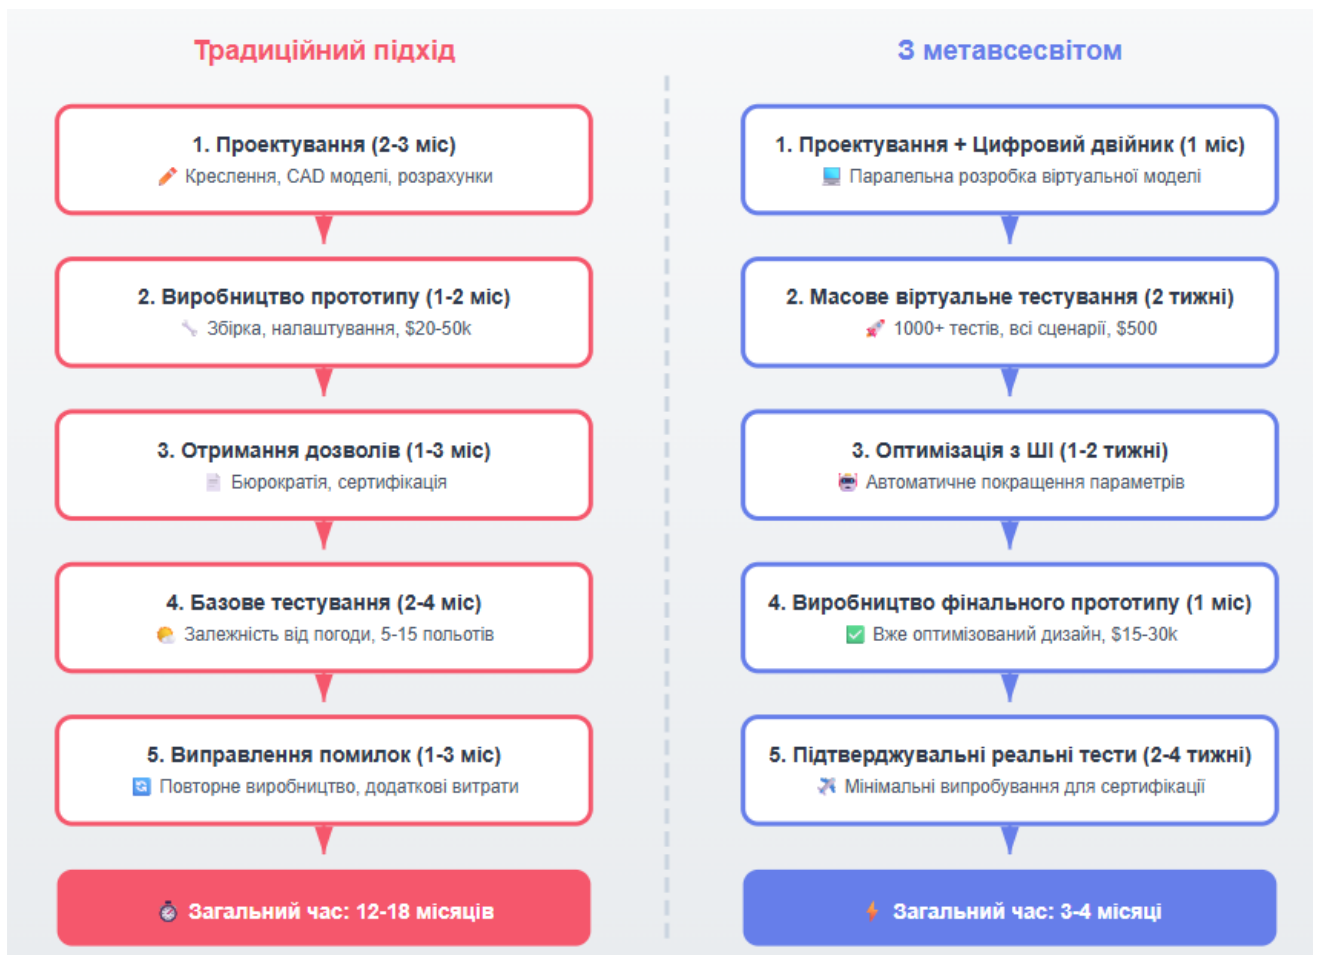 Традиційний підхід
1. Проектування (2-3 міс)
Креслення, CAD моделі, розрахунки
2. Виробництво прототипу (1-2 міс)
Збірка, налаштування, $20-50k
3. Отримання дозволів (1-3 міс)
Бюрократія, сертифікація
4. Базове тестування (2-4 міс)
Залежність від погоди, 5-15 польотів
5. Виправлення помилок (1-3 міс)
Повторне виробництво, додаткові витрати
Загальний час: 12-18 місяців
З метавсесвітом
1. Проектування + Цифровий двійник (1 міс)
Паралельна розробка віртуальної моделі
2. Масове віртуальне тестування (2 тижні)
1000+ тестів, всі сценарії, $500
3. Оптимізація з ШІ (1-2 тижні)
Автоматичне покращення параметрів
4. Виробництво фінального прототипу (1 міс)
Вже оптимізований дизайн, $15-30k
5. Підтверджувальні реальні тести (2-4 тижні)
Мінімальні випробування для сертифікації
Загальний час: 3-4 місяці